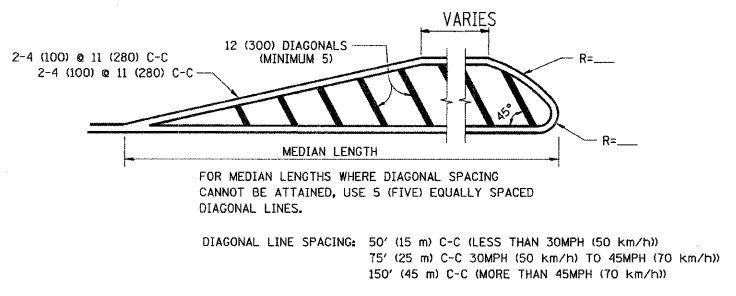 VARIES
12 (300) DIAGONALS
(MINIMUM 5)
2-4 (100) @ 11 (280) C-C
2-4 (100) @ 11 (280) C-C
R=___
45°
R=___
MEDIAN LENGTH
FOR MEDIAN LENGTHS WHERE DIAGONAL SPACING
CANNOT BE ATTAINED, USE 5 (FIVE) EQUALLY SPACED
DIAGONAL LINES.
DIAGONAL LINE SPACING: 50' (15 m) C-C (LESS THAN 30MPH (50 km/h))
75' (25 m) C-C 30MPH (50 km/h) TO 45MPH (70 km/h))
150' (45 m) C-C (MORE THAN 45MPH (70 km/h))